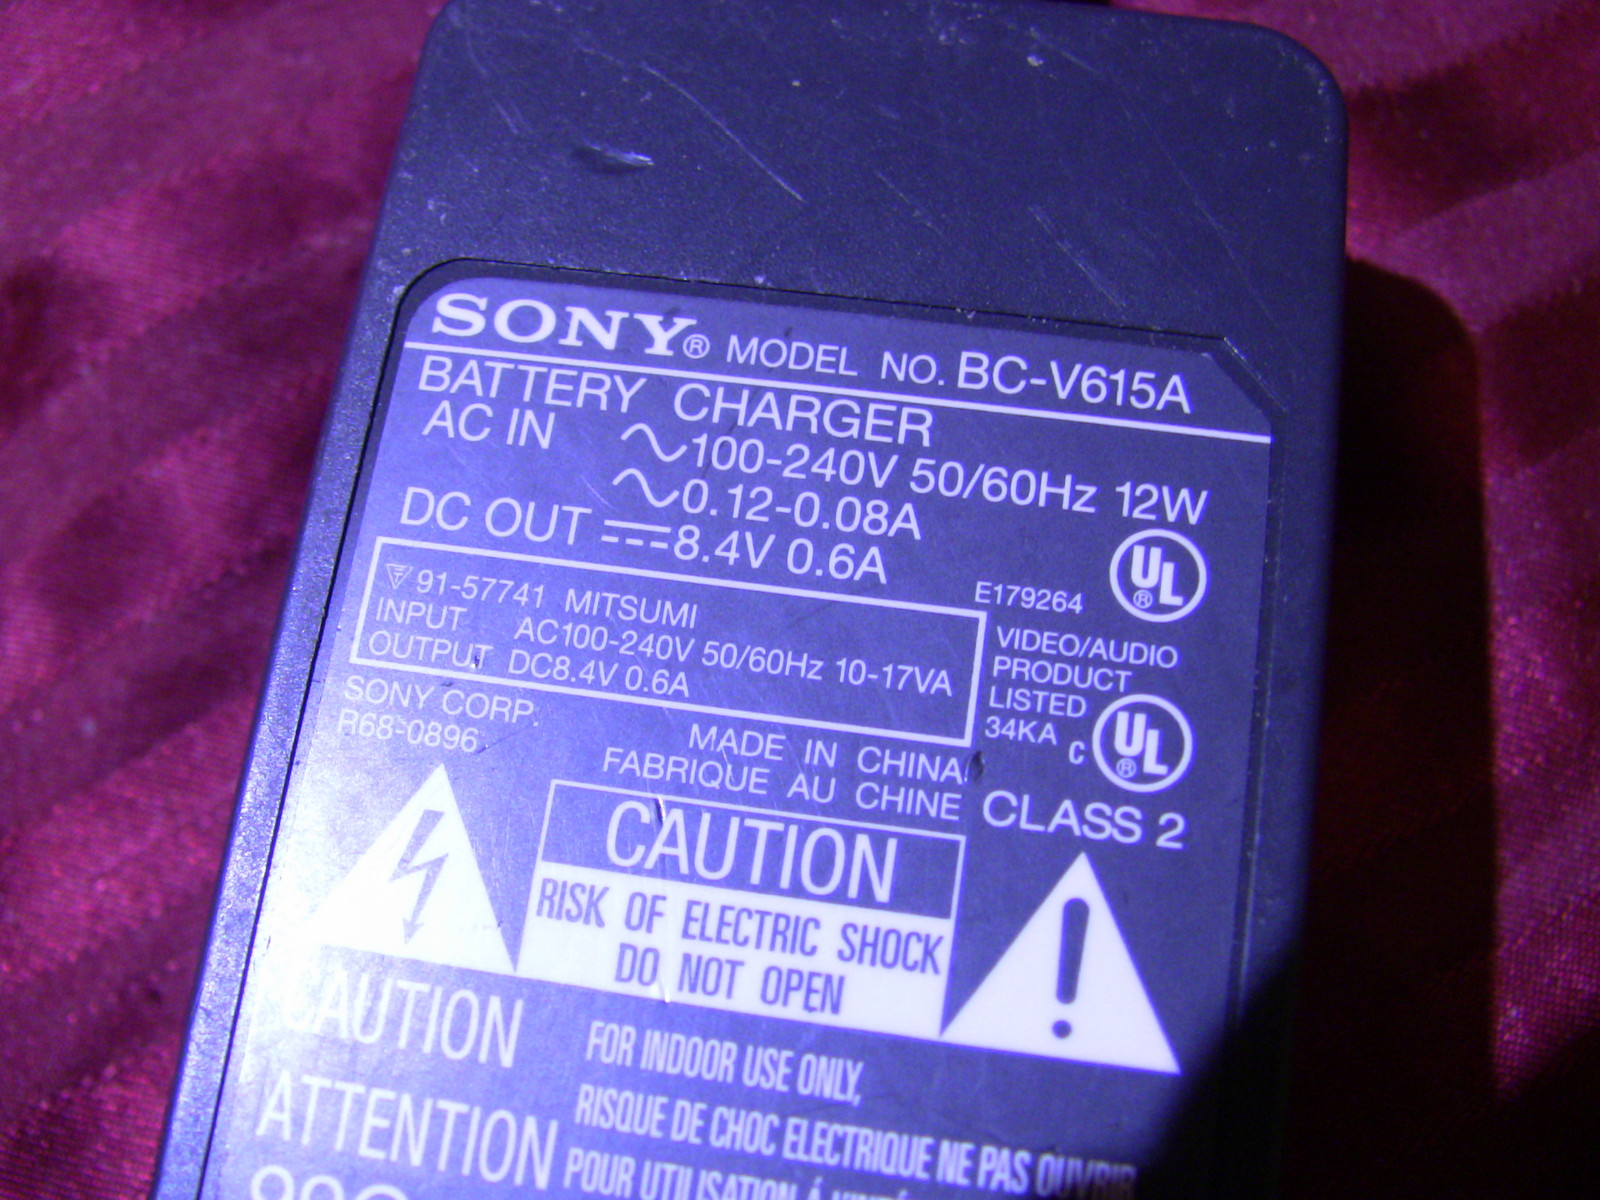 SONY® MODEL NO. BC-V615A
BATTERY CHARGER
AC IN ~100-240V 50/60Hz 12W
~0.12-0.08A
DC OUT 8.4V 0.6A
91-57741 MITSUMI
INPUT AC100-240V 50/60Hz 10-17VA
OUTPUT DC8.4V 0.6A
E179264
UL®
VIDEO/AUDIO
PRODUCT
LISTED
34KA
C UL®
SONY CORP.
R68-0896
MADE IN CHINA
FABRIQUE AU CHINE
CLASS 2
CAUTION
RISK OF ELECTRIC SHOCK
DO NOT OPEN
CAUTION FOR INDOOR USE ONLY,
ATTENTION RISQUE DE CHOC ELECTRIQUE NE PAS OUVRIR
POUR UTILISATION À